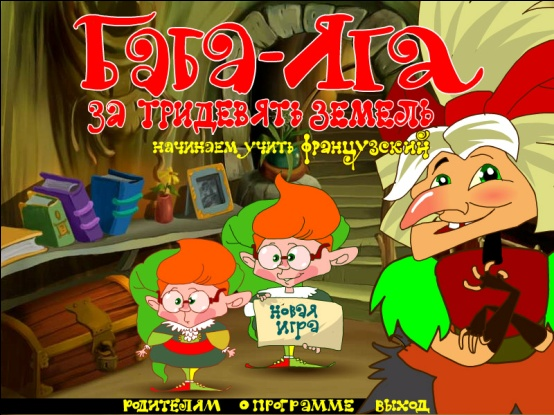 Баба-Яга
за тридевять земель
начинаем учить французский
новая
игра
родителям о программе выход